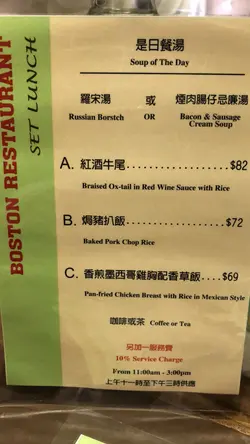 BOSTON RESTAURANT
SET LUNCH
是日餐湯
Soup of The Day
羅宋湯 或 煙肉腸仔忌廉湯
Russian Borstch OR Bacon & Sausage
Cream Soup
A. 紅酒牛尾.....................$82
Braised Ox-tail in Red Wine Sauce with Rice
B. 焗豬扒飯.....................$72
Baked Pork Chop Rice
C. 香煎墨西哥雞胸配香草飯....$69
Pan-fried Chicken Breast with Rice in Mexican Style
咖啡或茶 Coffee or Tea
另加一服務費
10% Service Charge
From 11:00am - 3:00pm
上午十一時至下午三時供應